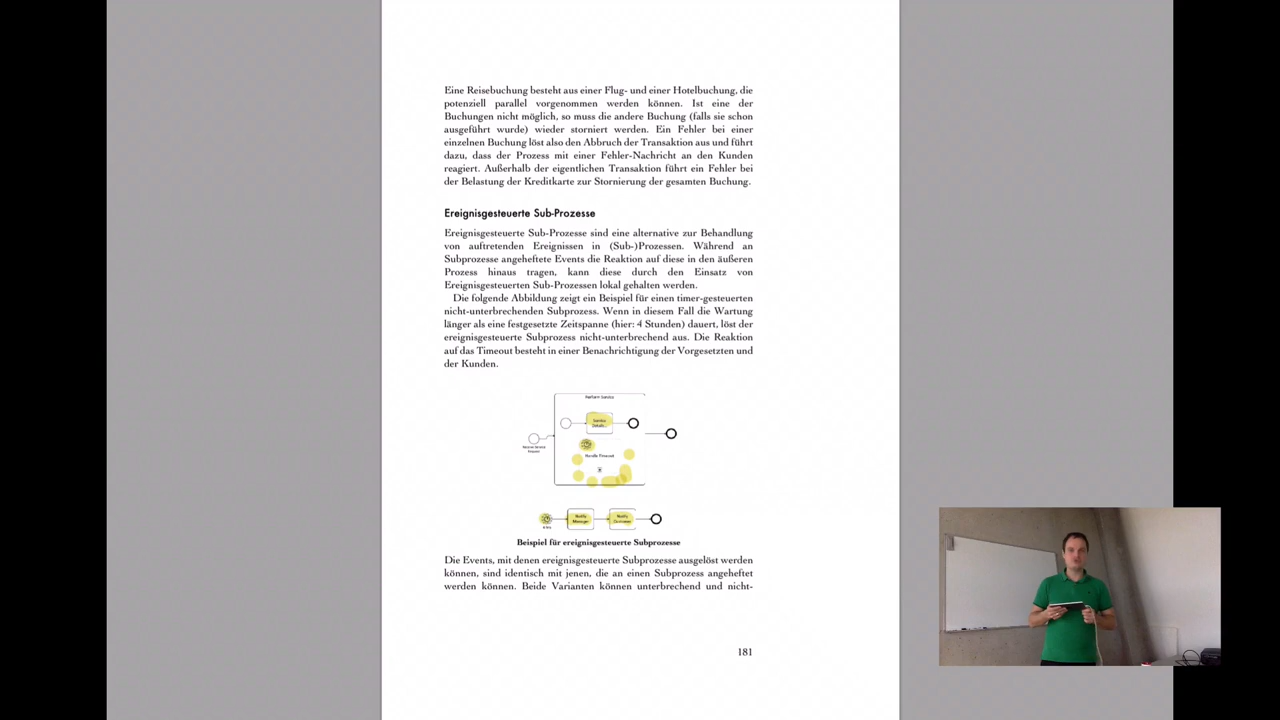 Eine Reisebuchung besteht aus einer Flug- und einer Hotelbuchung, die
potenziell parallel vorgenommen werden können. Ist eine der
Buchungen nicht möglich, so muss die andere Buchung (falls sie schon
ausgeführt wurde) wieder storniert werden. Ein Fehler bei einer
einzelnen Buchung löst also den Abbruch der Transaktion aus und führt
dazu, dass der Prozess mit einer Fehler-Nachricht an den Kunden
reagiert. Außerhalb der eigentlichen Transaktion führt ein Fehler bei
der Belastung der Kreditkarte zur Stornierung der gesamten Buchung.
Ereignisgesteuerte Sub-Prozesse
Ereignisgesteuerte Sub-Prozesse sind eine alternative zur Behandlung
von auftretenden Ereignissen in (Sub-)Prozessen. Während an
Subprozesse angeheftete Events die Reaktion auf diese in den äußeren
Prozess hinaus tragen, kann diese durch den Einsatz von
Ereignisgesteuerten Sub-Prozessen lokal gehalten werden.
Die folgende Abbildung zeigt ein Beispiel für einen timer-gesteuerten
nicht-unterbrechenden Subprozess. Wenn in diesem Fall die Wartung
länger als eine festgesetzte Zeitspanne (hier: 4 Stunden) dauert, löst der
ereignisgesteuerte Subprozess nicht-unterbrechend aus. Die Reaktion
auf das Timeout besteht in einer Benachrichtigung der Vorgesetzten und
der Kunden.
Perform Service
Service
Receive Service
Request
Handle Timeout
Notify
Manager
Notify
Customer
Beispiel für ereignisgesteuerte Subprozesse
Die Events, mit denen ereignisgesteuerte Subprozesse ausgelöst werden
können, sind identisch mit jenen, die an einen Subprozess angeheftet
werden können. Beide Varianten können unterbrechend und nicht-
181